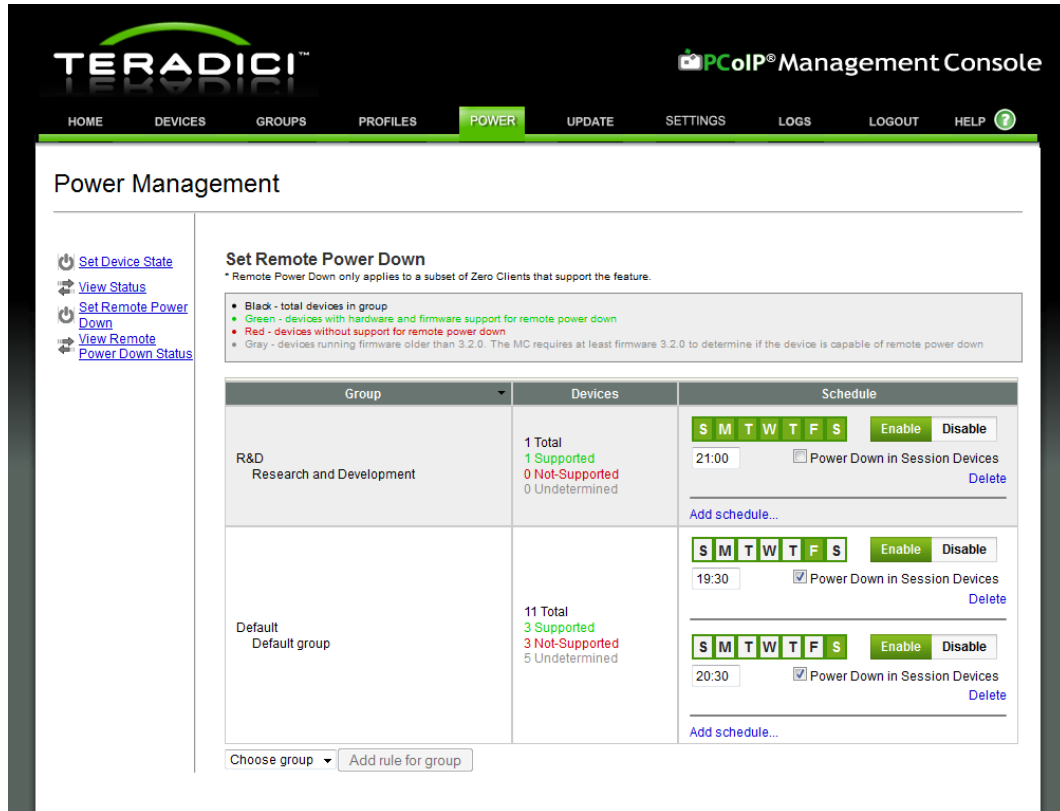 TERADICI™
PCoIP® Management Console
HOME DEVICES GROUPS PROFILES POWER UPDATE SETTINGS LOGS LOGOUT HELP ?
Power Management
Set Device State
View Status
Set Remote Power
Down
View Remote
Power Down Status
Set Remote Power Down
* Remote Power Down only applies to a subset of Zero Clients that support the feature.
• Black - total devices in group
• Green - devices with hardware and firmware support for remote power down
• Red - devices without support for remote power down
• Gray - devices running firmware older than 3.2.0. The MC requires at least firmware 3.2.0 to determine if the device is capable of remote power down
Group Devices Schedule
R&D
Research and Development
1 Total
1 Supported
0 Not-Supported
0 Undetermined
S M T W T F S Enable Disable
21:00 Power Down in Session Devices
Delete
Add schedule...
Default
Default group
11 Total
3 Supported
3 Not-Supported
5 Undetermined
S M T W T F S Enable Disable
19:30 Power Down in Session Devices
Delete
S M T W T F S Enable Disable
20:30 Power Down in Session Devices
Delete
Add schedule...
Choose group Add rule for group